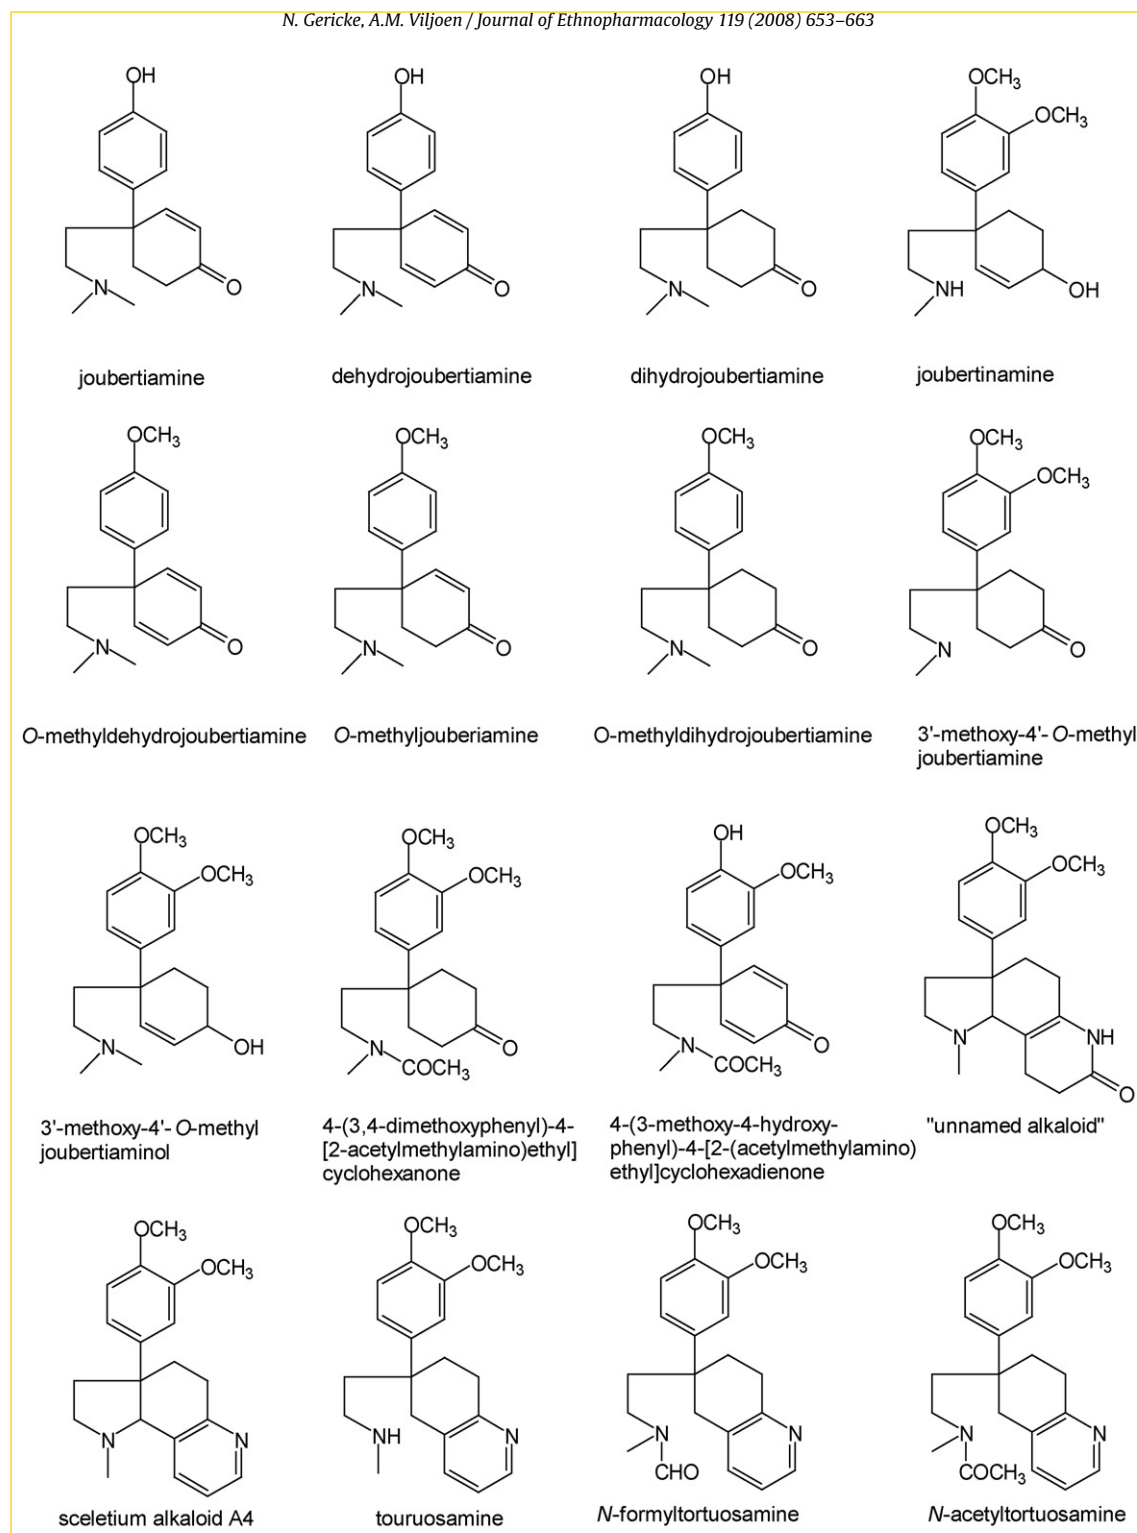 N. Gericke, A.M. Viljoen / Journal of Ethnopharmacology 119 (2008) 653–663
OH
OH
OH
OCH3
OCH3
N
O
N
O
N
O
NH
OH
joubertiamine
dehydrojoubertiamine
dihydrojoubertiamine
joubertinamine
OCH3
OCH3
OCH3
OCH3
OCH3
N
O
N
O
N
O
N
O
O-methyldehydrojoubertiamine
O-methyljouberiamine
O-methyldihydrojoubertiamine
3'-methoxy-4'-O-methyl
joubertiamine
OCH3
OCH3
OCH3
OCH3
OH
OCH3
OCH3
OCH3
N
OH
N
COCH3
O
N
COCH3
O
N
NH
O
3'-methoxy-4'-O-methyl
joubertiaminol
4-(3,4-dimethoxyphenyl)-4-
[2-acetylmethylamino)ethyl]
cyclohexanone
4-(3-methoxy-4-hydroxy-
phenyl)-4-[2-(acetylmethylamino)
ethyl]cyclohexadienone
"unnamed alkaloid"
OCH3
OCH3
OCH3
OCH3
OCH3
OCH3
OCH3
OCH3
N
N
NH
N
N
CHO
N
N
COCH3
N
sceletium alkaloid A4
touruosamine
N-formyltortuosamine
N-acetyltortuosamine